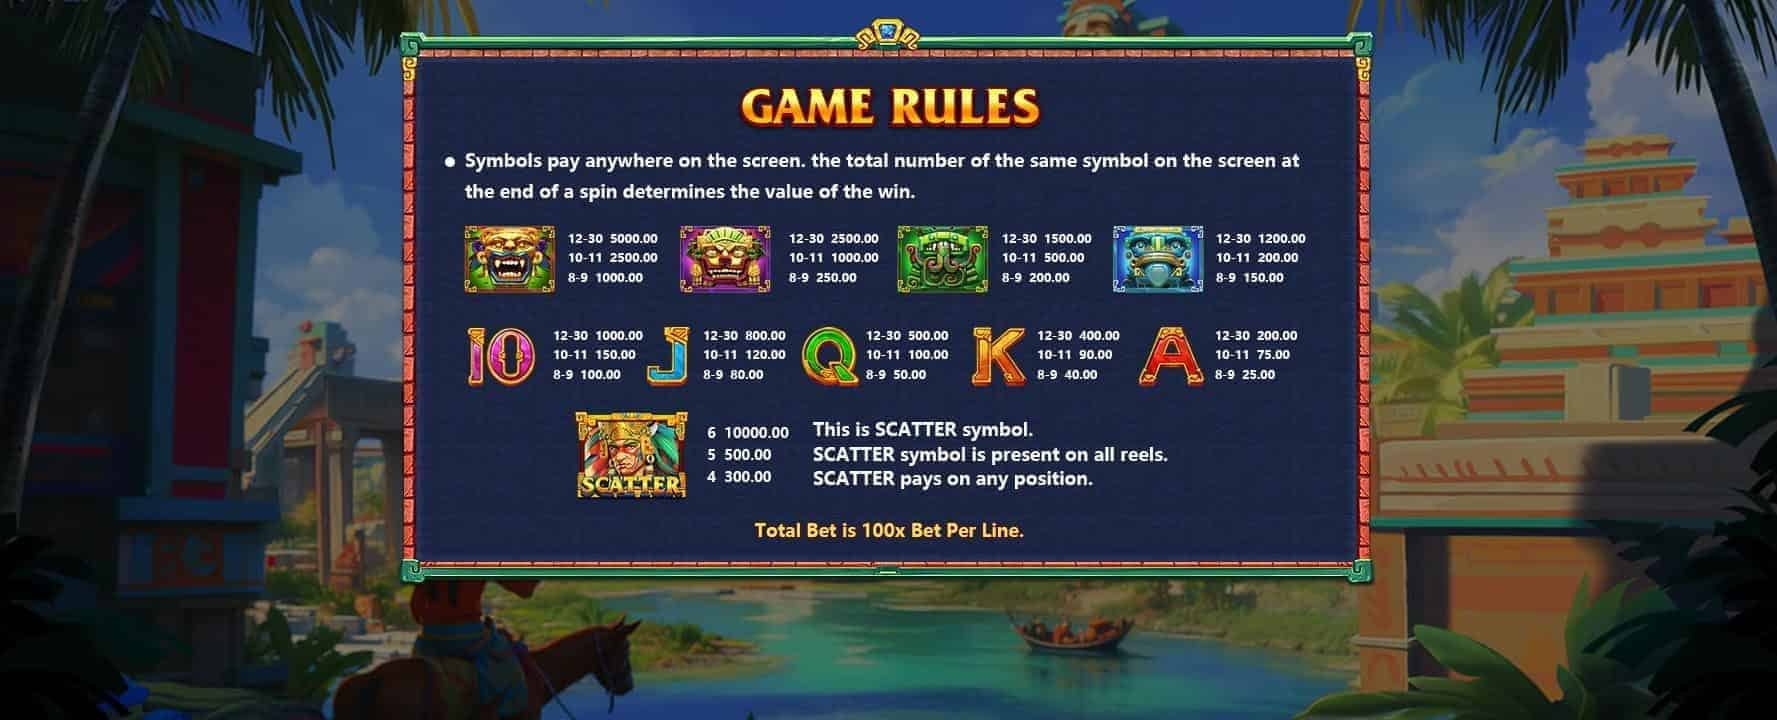 GAME RULES
● Symbols pay anywhere on the screen. the total number of the same symbol on the screen at
the end of a spin determines the value of the win.
12-30 5000.00
10-11 2500.00
8-9 1000.00
12-30 2500.00
10-11 1000.00
8-9 250.00
12-30 1500.00
10-11 500.00
8-9 200.00
12-30 1200.00
10-11 200.00
8-9 150.00
10
12-30 1000.00
10-11 150.00
8-9 100.00
J
12-30 800.00
10-11 120.00
8-9 80.00
Q
12-30 500.00
10-11 100.00
8-9 50.00
K
12-30 400.00
10-11 90.00
8-9 40.00
A
12-30 200.00
10-11 75.00
8-9 25.00
SCATTER
6 10000.00
5 500.00
4 300.00
This is SCATTER symbol.
SCATTER symbol is present on all reels.
SCATTER pays on any position.
Total Bet is 100x Bet Per Line.